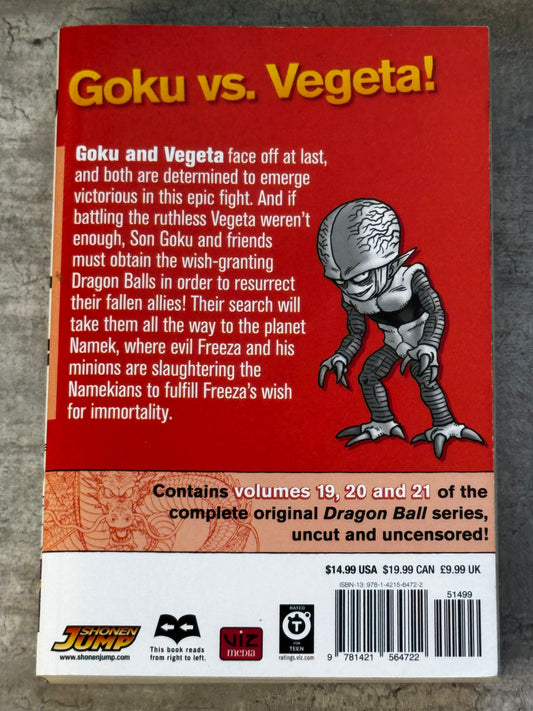 Goku vs. Vegeta!
Goku and Vegeta face off at last,
and both are determined to emerge
victorious in this epic fight. And if
battling the ruthless Vegeta weren't
enough, Son Goku and friends
must obtain the wish-granting
Dragon Balls in order to resurrect
their fallen allies! Their search will
take them all the way to the planet
Namek, where evil Freeza and his
minions are slaughtering the
Namekians to fulfill Freeza's wish
for immortality.
Contains volumes 19, 20 and 21 of the
complete original Dragon Ball series,
uncut and uncensored!
$14.99 USA $19.99 CAN £9.99 UK
ISBN-13: 978-1-4215-6472-2
51499
SHONEN
JUMP
www.shonenjump.com
This book reads
from right to left.
VIZ
media
RATED
T
FOR
TEEN
ratings.viz.com
9 781421 564722